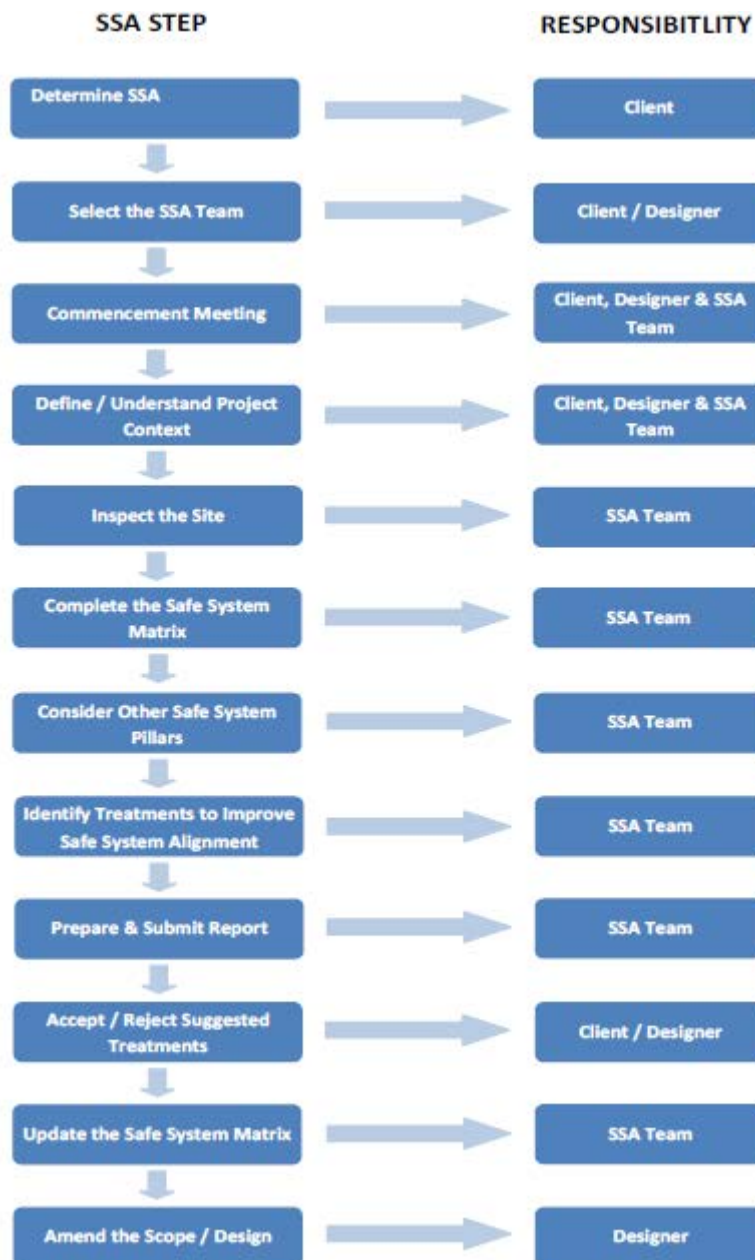 SSA STEP RESPONSIBITLITY
Determine SSA Client
Select the SSA Team Client / Designer
Commencement Meeting Client, Designer & SSA
Team
Define / Understand Project Client, Designer & SSA
Context Team
Inspect the Site SSA Team
Complete the Safe System
Matrix SSA Team
Consider Other Safe System
Pillars SSA Team
Identify Treatments to Improve
Safe System Alignment SSA Team
Prepare & Submit Report SSA Team
Accept / Reject Suggested
Treatments Client / Designer
Update the Safe System Matrix SSA Team
Amend the Scope / Design Designer